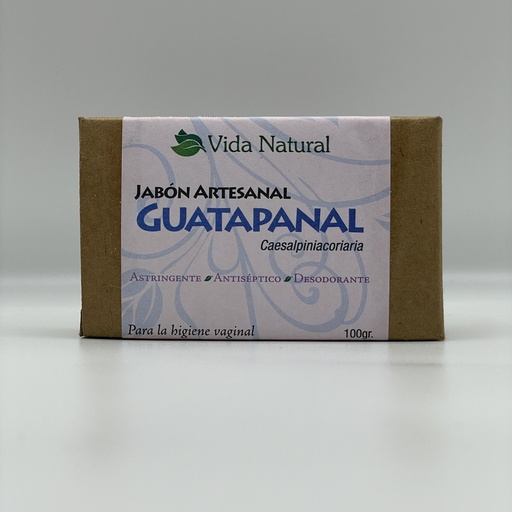 Vida Natural
JABÓN ARTESANAL
GUATAPANAL
Caesalpiniacoriaria
ASTRINGENTE ANTISÉPTICO DESODORANTE
Para la higiene vaginal 100gr.